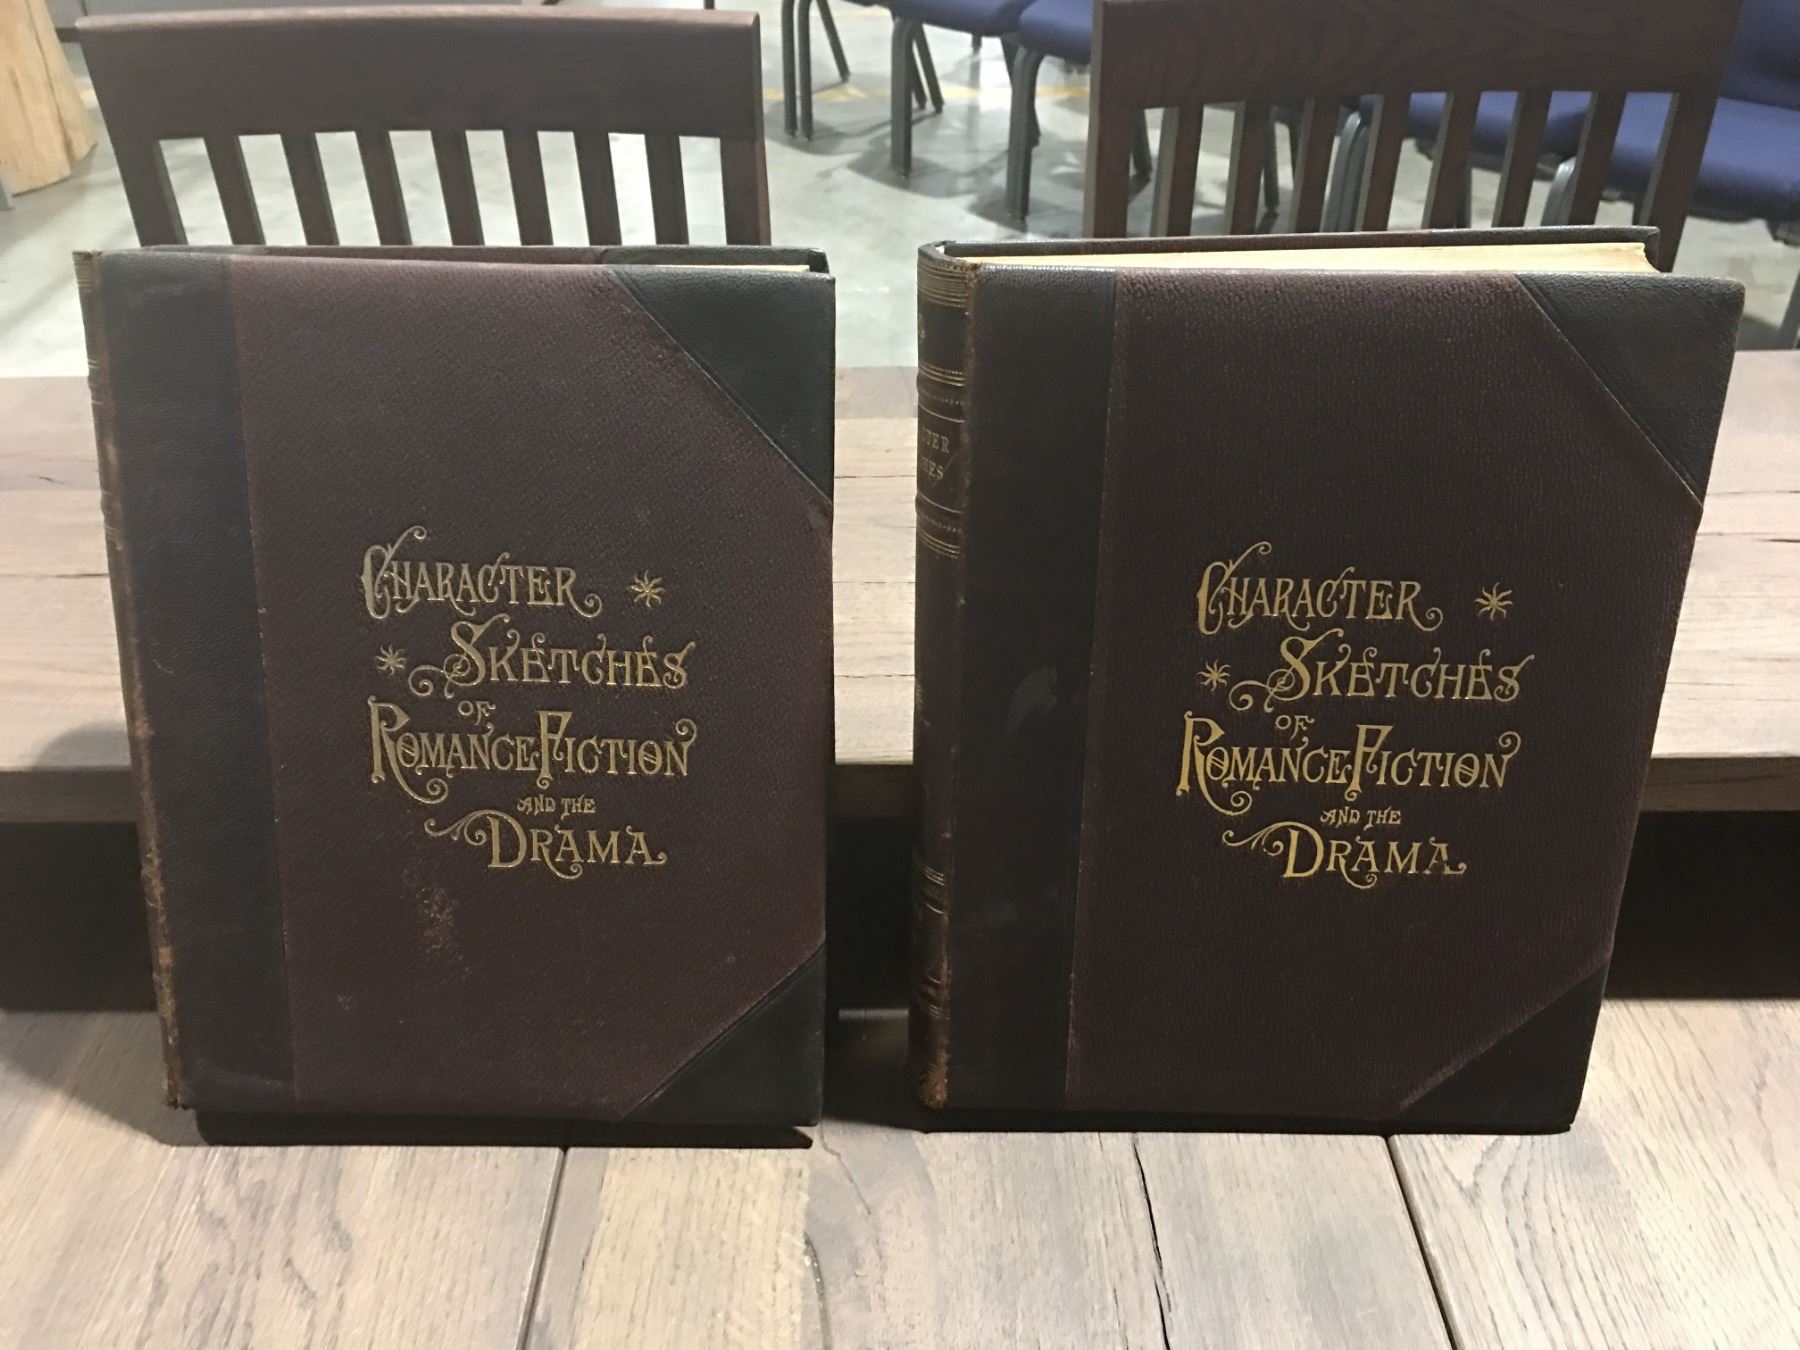 CHARACTER
SKETCHES
OF
ROMANCE FICTION
AND THE
DRAMA
CHARACTER
SKETCHES
OF
ROMANCE FICTION
AND THE
DRAMA